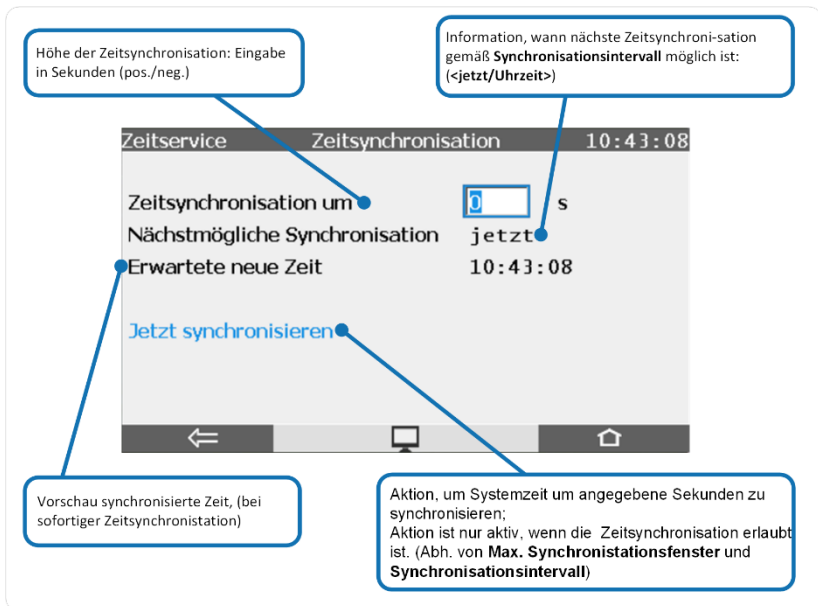 Höhe der Zeitsynchronisation: Eingabe
in Sekunden (pos./neg.)
Information, wann nächste Zeitsynchroni-sation
gemäß Synchronisationsintervall möglich ist:
(<jetzt/Uhrzeit>)
Zeitservice Zeitsynchronisation 10:43:08
Zeitsynchronisation um 0 s
Nächstmögliche Synchronisation jetzt
Erwartete neue Zeit 10:43:08
Jetzt synchronisieren
Vorschau synchronisierte Zeit, (bei
sofortiger Zeitsynchronistation)
Aktion, um Systemzeit um angegebene Sekunden zu
synchronisieren;
Aktion ist nur aktiv, wenn die Zeitsynchronisation erlaubt
ist. (Abh. von Max. Synchronistationsfenster und
Synchronisationsintervall)